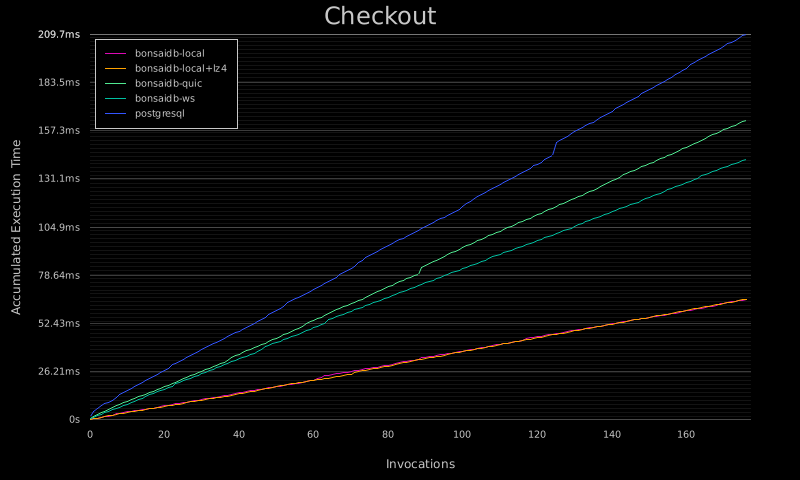 Checkout
209.7ms
183.5ms
157.3ms
131.1ms
104.9ms
78.64ms
52.43ms
26.21ms
0s
bonsaidb-local
bonsaidb-local+lz4
bonsaidb-quic
bonsaidb-ws
postgresql
Accumulated Execution Time
0 20 40 60 80 100 120 140 160
Invocations